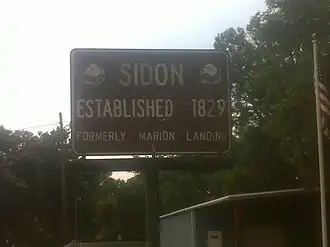 SIDON
ESTABLISHED 1829
FORMERLY MARION LANDING